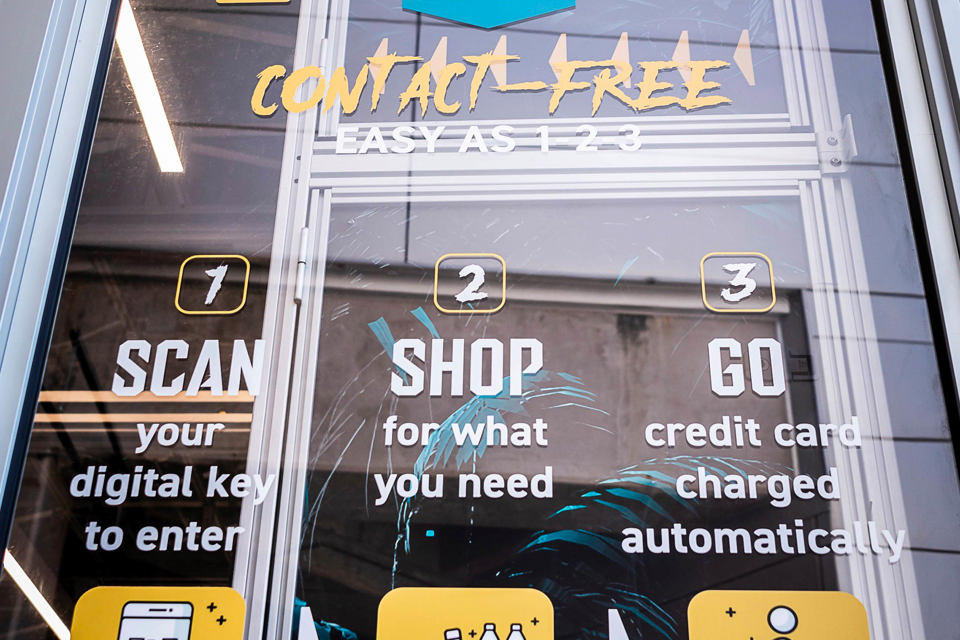 CONTACT-FREE
EASY AS 1-2-3
1
SCAN
your
digital key
to enter
2
SHOP
for what
you need
3
GO
credit card
charged
automatically